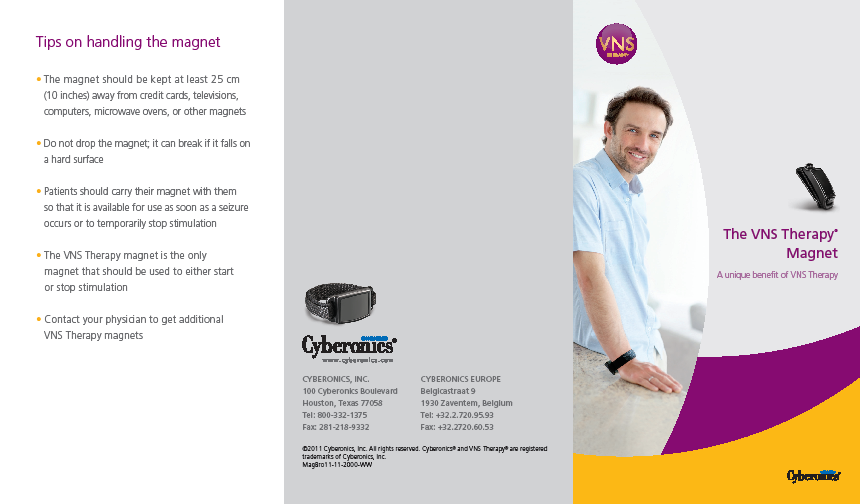 Tips on handling the magnet
• The magnet should be kept at least 25 cm
(10 inches) away from credit cards, televisions,
computers, microwave ovens, or other magnets
• Do not drop the magnet; it can break if it falls on
a hard surface
• Patients should carry their magnet with them
so that it is available for use as soon as a seizure
occurs or to temporarily stop stimulation
• The VNS Therapy magnet is the only
magnet that should be used to either start
or stop stimulation
• Contact your physician to get additional
VNS Therapy magnets
Cyberonics®
www.cyberonics.com
CYBERONICS, INC.
100 Cyberonics Boulevard
Houston, Texas 77058
Tel: 800-332-1375
Fax: 281-218-9332
CYBERONICS EUROPE
Belgicastraat 9
1930 Zaventem, Belgium
Tel: +32.2.720.95.93
Fax: +32.2720.60.53
©2011 Cyberonics, Inc. All rights reserved. Cyberonics® and VNS Therapy® are registered
trademarks of Cyberonics, Inc.
MagBro11-11-2000-WW
VNS
THERAPY
The VNS Therapy®
Magnet
A unique benefit of VNS Therapy
Cyberonics®